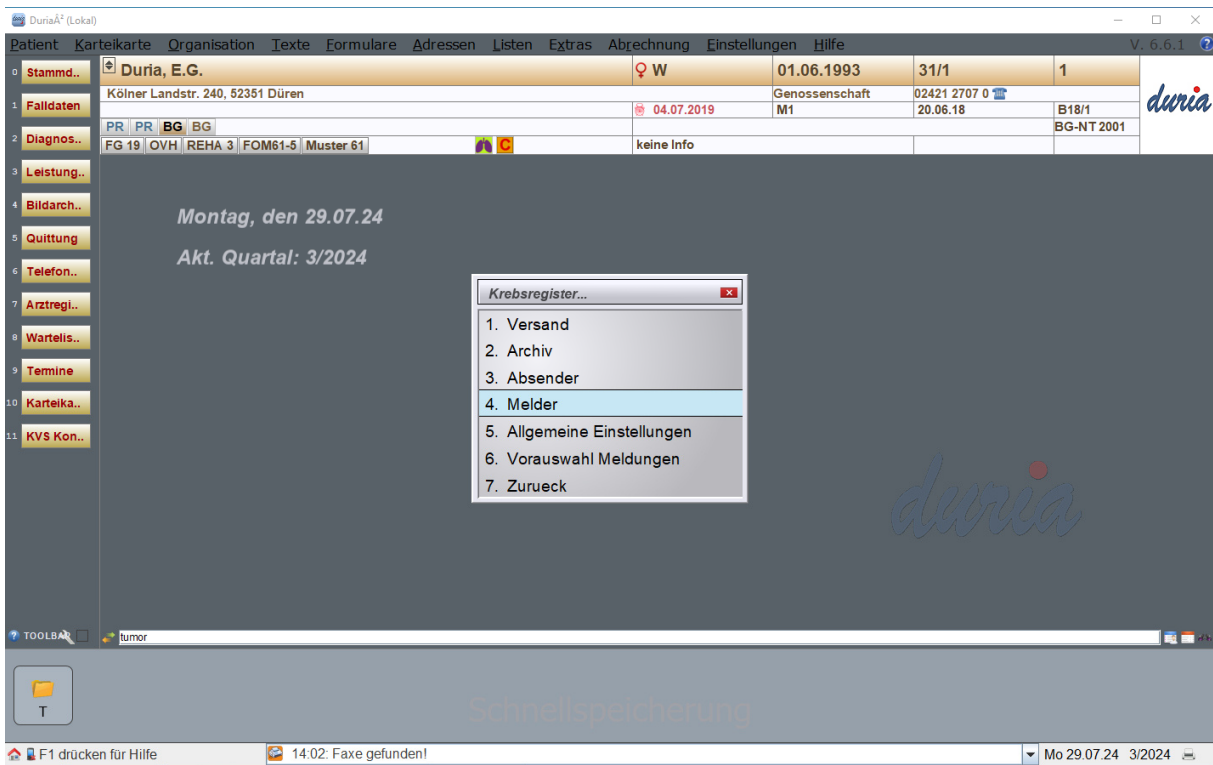 DuriaÂ² (Lokal)
Patient Karteikarte Organisation Texte Formulare Adressen Listen Extras Abrechnung Einstellungen Hilfe V. 6.6.1
0 Stammd..
Duria, E.G. W 01.06.1993 31/1 1
Kölner Landstr. 240, 52351 Düren Genossenschaft 02421 2707 0
duria
1 Falldaten
04.07.2019 M1 20.06.18 B18/1
PR PR BG BG BG-NT 2001
2 Diagnos..
FG 19 OVH REHA 3 FOM61-5 Muster 61 C keine Info
3 Leistung..
4 Bildarch..
Montag, den 29.07.24
5 Quittung
Akt. Quartal: 3/2024
6 Telefon..
Krebsregister...
7 Arztregi..
1. Versand
8 Wartelis..
2. Archiv
9 Termine
3. Absender
10 Karteika..
4. Melder
11 KVS Kon..
5. Allgemeine Einstellungen
6. Vorauswahl Meldungen
7. Zurueck
duria
TOOLBAR tumor
T
Schnellspeicherung
F1 drücken für Hilfe 14:02: Faxe gefunden! Mo 29.07.24 3/2024